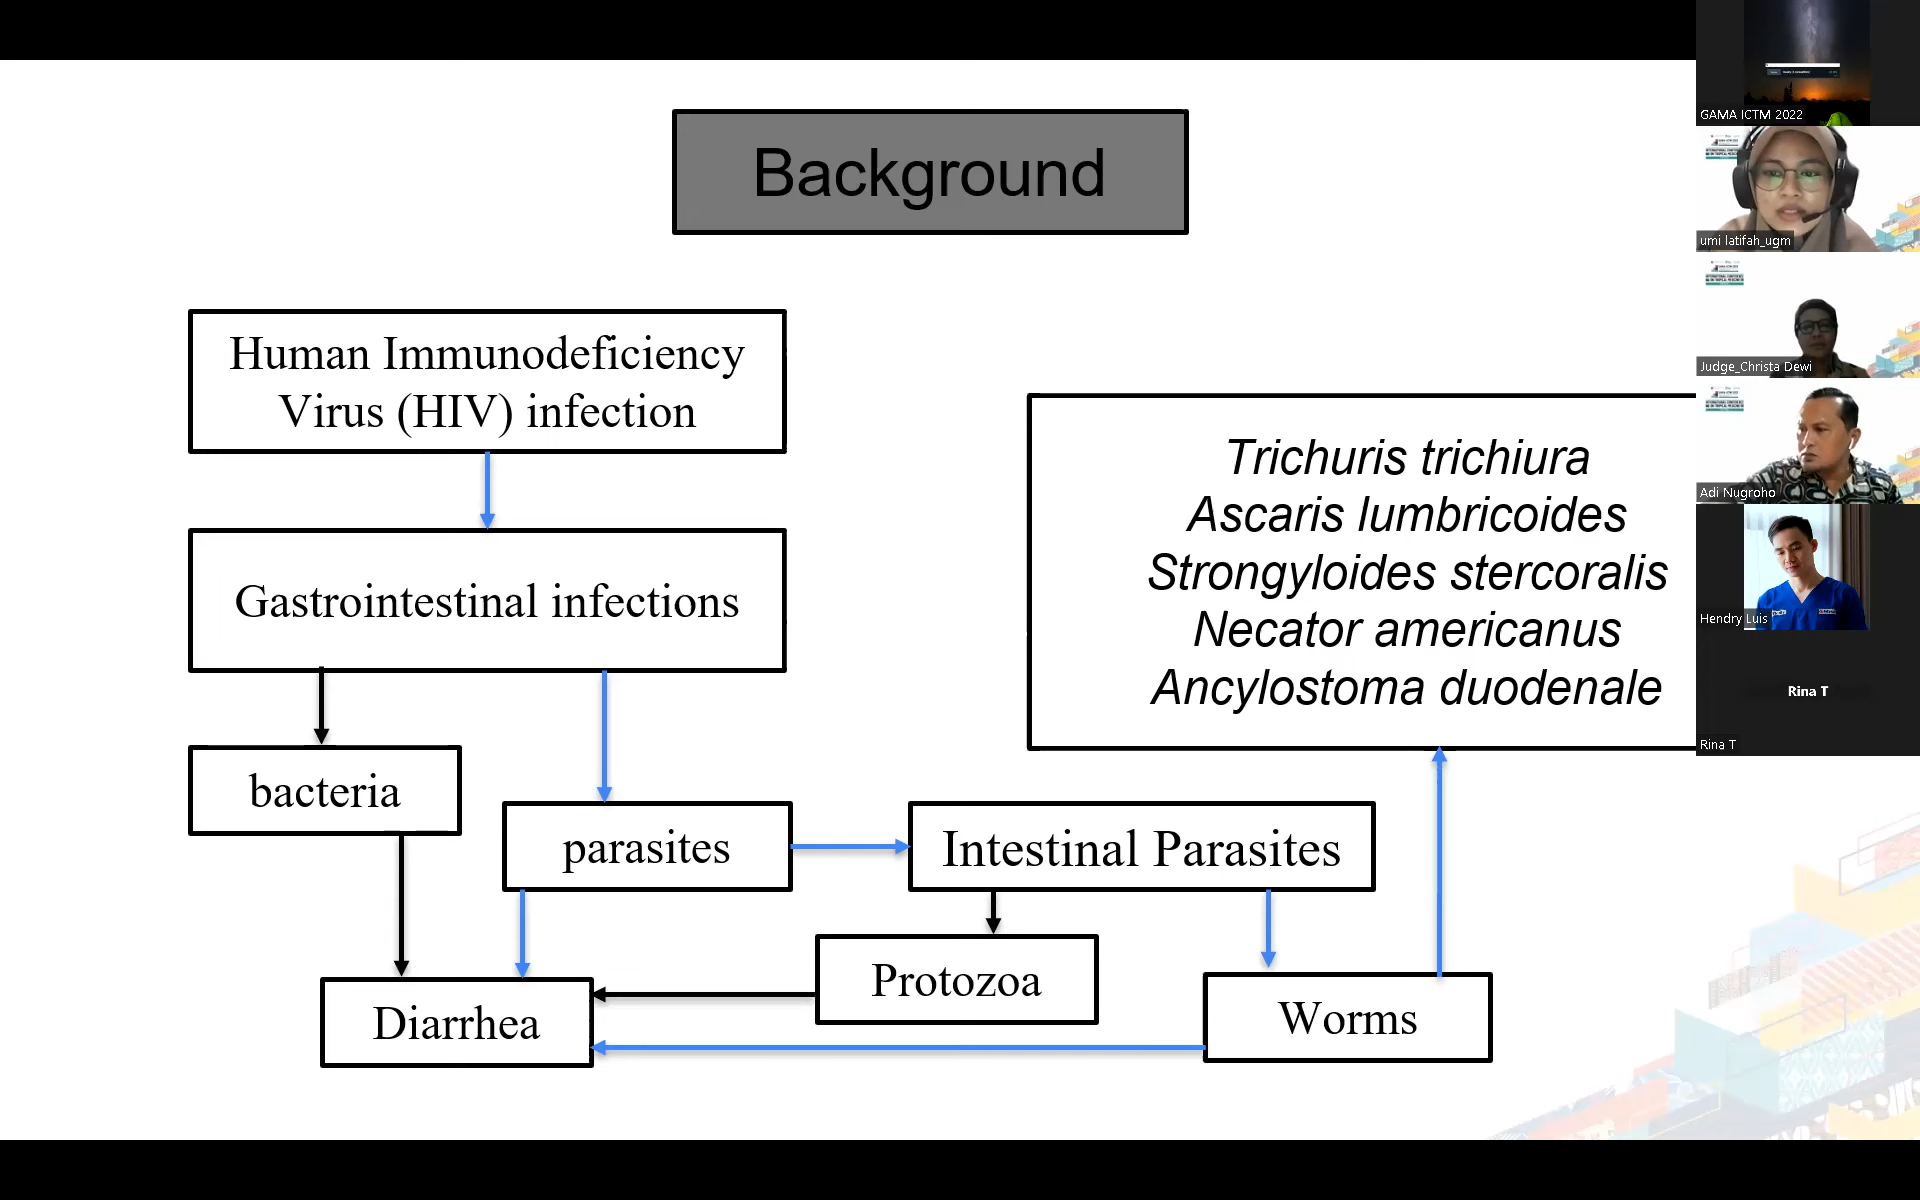 Background
Human Immunodeficiency
Virus (HIV) infection
Gastrointestinal infections
bacteria
parasites
Intestinal Parasites
Protozoa
Diarrhea
Worms
Trichuris trichiura
Ascaris lumbricoides
Strongyloides stercoralis
Necator americanus
Ancylostoma duodenale
GAMA ICTM 2022
umi latifah_ugm
Judge_Christa Dewi
Adi Nugroho
Hendry Luis
Rina T
Rina T